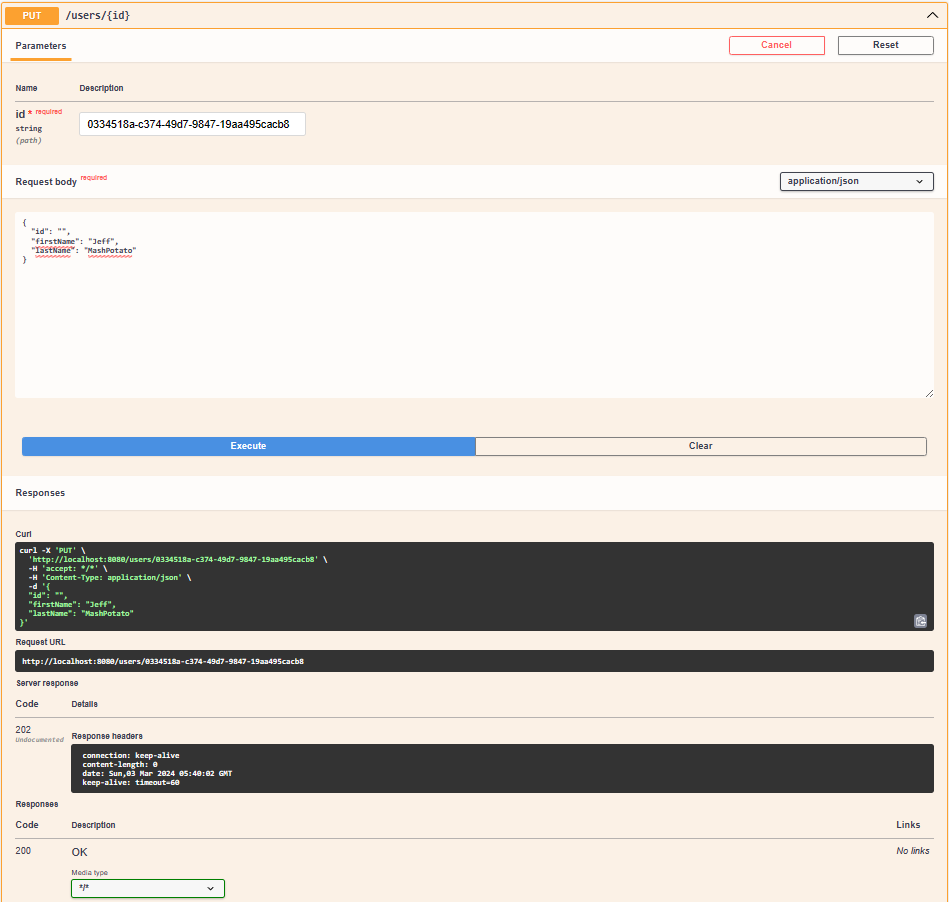 PUT /users/{id}
Parameters Cancel Reset
Name Description
id * required
string
(path)
0334518a-c374-49d7-9847-19aa495cacb8
Request body required application/json
{
"id": "",
"firstName": "Jeff",
"lastName": "MashPotato"
}
Execute Clear
Responses
Curl
curl -X 'PUT' \
'http://localhost:8080/users/0334518a-c374-49d7-9847-19aa495cacb8' \
-H 'accept: */*' \
-H 'Content-Type: application/json' \
-d '{
"id": "",
"firstName": "Jeff",
"lastName": "MashPotato"
}'
Request URL
http://localhost:8080/users/0334518a-c374-49d7-9847-19aa495cacb8
Server response
Code Details
202
Undocumented
Response headers
connection: keep-alive
content-length: 0
date: Sun,03 Mar 2024 05:40:02 GMT
keep-alive: timeout=60
Responses
Code Description Links
200 OK No links
Media type
*/*